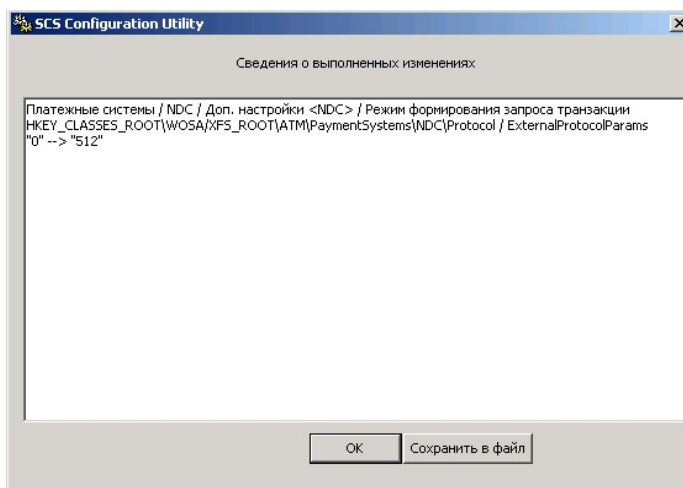 SCS Configuration Utility
Сведения о выполненных изменениях
Платежные системы / NDC / Доп. настройки <NDC> / Режим формирования запроса транзакции
HKEY_CLASSES_ROOT\WOSA/XFS_ROOT\ATM\PaymentSystems\NDC\Protocol / ExternalProtocolParams
"0" --> "512"
OK
Сохранить в файл